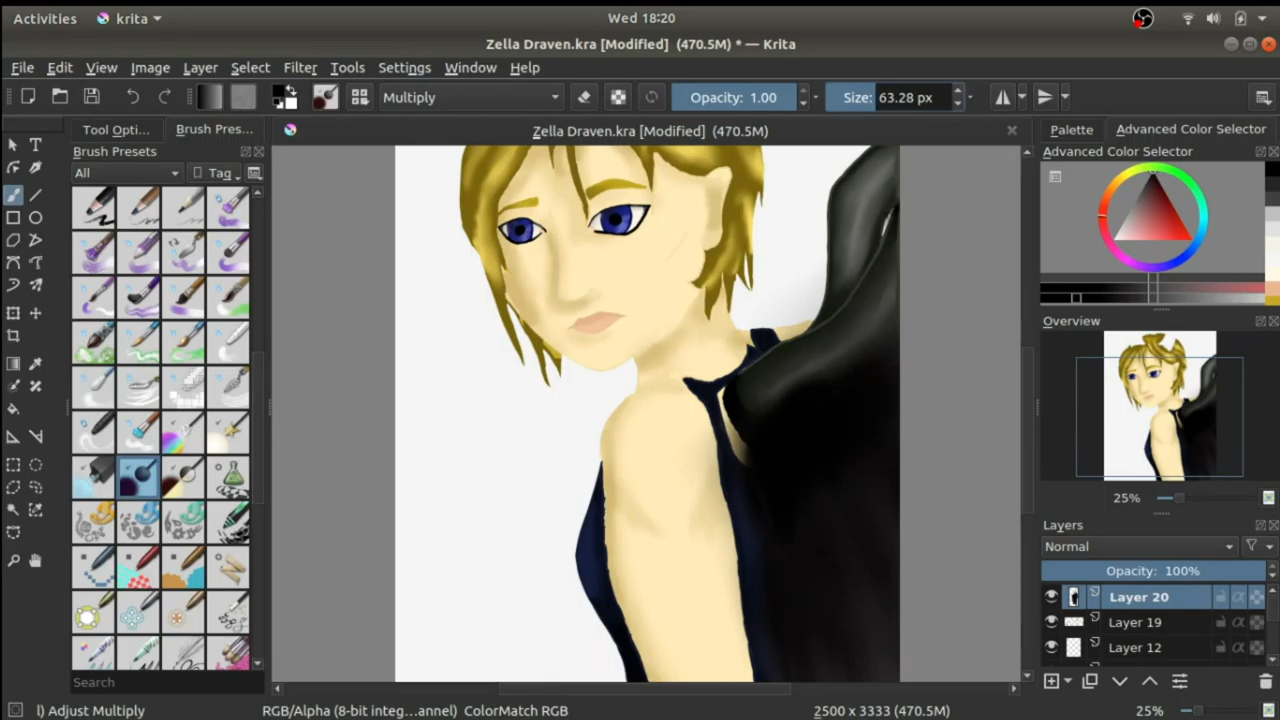 Activities krita Wed 18:20
Zella Draven.kra [Modified] (470.5M) * — Krita
File Edit View Image Layer Select Filter Tools Settings Window Help
Multiply Opacity: 1.00 Size: 63.28 px
Tool Opti... Brush Pres... Zella Draven.kra [Modified] (470.5M) Palette Advanced Color Selector
Brush Presets Advanced Color Selector
All Tag
Overview
25%
Layers
Normal
Opacity: 100%
Layer 20
Layer 19
Layer 12
Search
l) Adjust Multiply RGB/Alpha (8-bit integ...annel) ColorMatch RGB 2500 x 3333 (470.5M) 25%